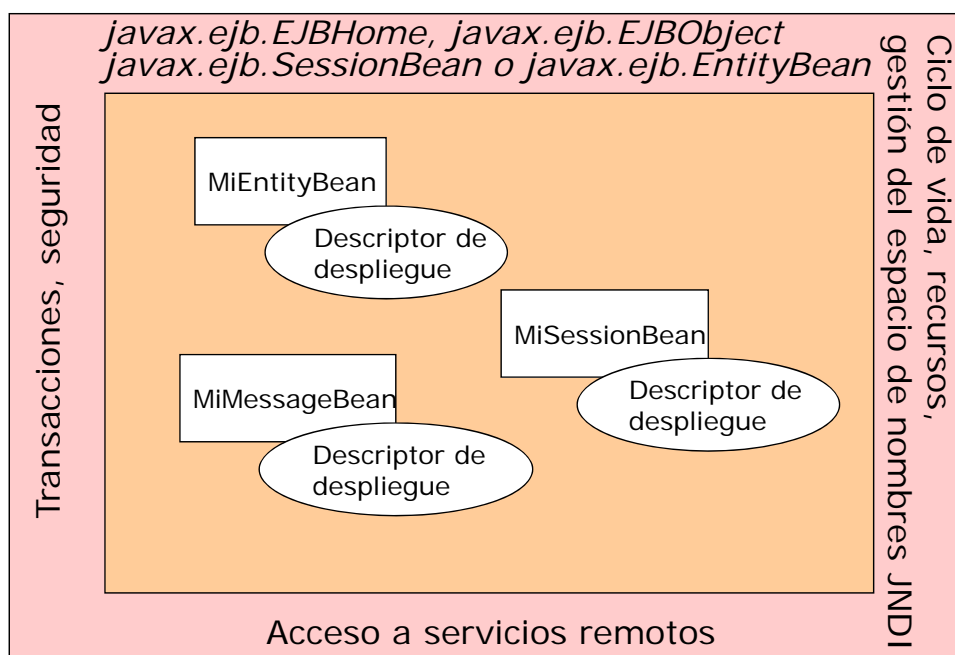 javax.ejb.EJBHome, javax.ejb.EJBObject
javax.ejb.SessionBean o javax.ejb.EntityBean
Transacciones, seguridad
MiEntityBean
Descriptor de
despliegue
MiSessionBean
Descriptor de
despliegue
MiMessageBean
Descriptor de
despliegue
Ciclo de vida, recursos,
gestión del espacio de nombres JNDI
Acceso a servicios remotos